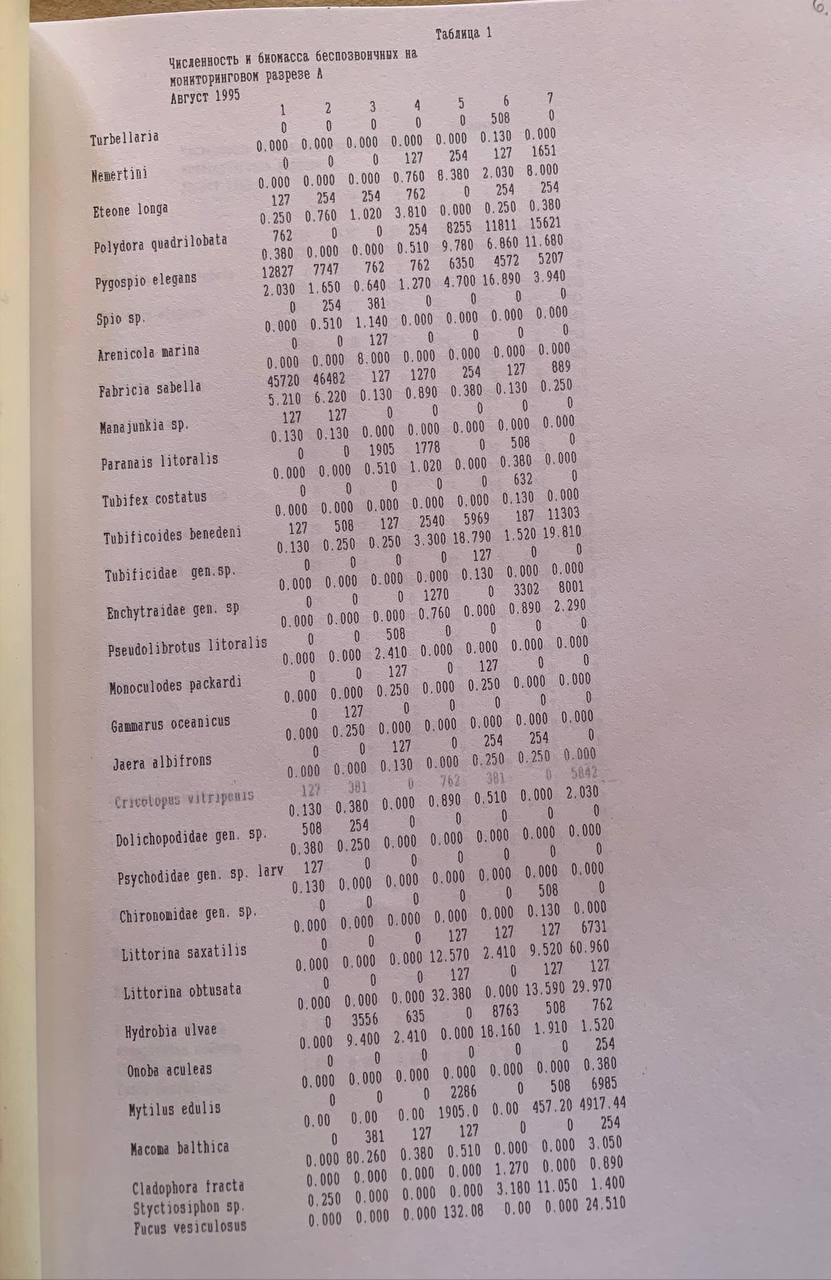 6.
Таблица 1
Численность и биомасса беспозвончных на
мониторинговом разрезе А
Август 1995
1 2 3 4 5 6 7
0 0 0 0 0 508 0
Turbellaria 0.000 0.000 0.000 0.000 0.000 0.130 0.000
0 0 0 127 254 127 1651
Nemertini 0.000 0.000 0.000 0.760 8.380 2.030 8.000
127 254 254 762 0 254 254
Eteone longa 0.250 0.760 1.020 3.810 0.000 0.250 0.380
762 0 0 254 8255 11811 15621
Polydora quadrilobata 0.380 0.000 0.000 0.510 9.780 6.860 11.680
12827 7747 762 762 6350 4572 5207
Pygospio elegans 2.030 1.650 0.640 1.270 4.700 16.890 3.940
0 254 381 0 0 0 0
Spio sp. 0.000 0.510 1.140 0.000 0.000 0.000 0.000
0 0 127 0 0 0 0
Arenicola marina 0.000 0.000 8.000 0.000 0.000 0.000 0.000
45720 46482 127 1270 254 127 889
Fabricia sabella 5.210 6.220 0.130 0.890 0.380 0.130 0.250
127 127 0 0 0 0 0
Manajunkia sp. 0.130 0.130 0.000 0.000 0.000 0.000 0.000
0 0 1905 1778 0 508 0
Paranais litoralis 0.000 0.000 0.510 1.020 0.000 0.380 0.000
0 0 0 0 0 632 0
Tubifex costatus 0.000 0.000 0.000 0.000 0.000 0.130 0.000
127 508 127 2540 5969 187 11303
Tubificoides benedeni 0.130 0.250 0.250 3.300 18.790 1.520 19.810
0 0 0 0 127 0 0
Tubificidae gen.sp. 0.000 0.000 0.000 0.000 0.130 0.000 0.000
0 0 0 1270 0 3302 8001
Enchytraidae gen. sp 0.000 0.000 0.000 0.760 0.000 0.890 2.290
0 0 508 0 0 0 0
Pseudolibrotus litoralis 0.000 0.000 2.410 0.000 0.000 0.000 0.000
0 0 127 0 127 0 0
Monoculodes packardi 0.000 0.000 0.250 0.000 0.250 0.000 0.000
0 127 0 0 0 0 0
Gammarus oceanicus 0.000 0.250 0.000 0.000 0.000 0.000 0.000
0 0 127 0 254 254 0
Jaera albifrons 0.000 0.000 0.130 0.000 0.250 0.250 0.000
127 381 0 762 381 0 5842
Cricotopus vitripenis 0.130 0.380 0.000 0.890 0.510 0.000 2.030
508 254 0 0 0 0 0
Dolichopodidae gen. sp. 0.380 0.250 0.000 0.000 0.000 0.000 0.000
127 0 0 0 0 0 0
Psychodidae gen. sp. larv 0.130 0.000 0.000 0.000 0.000 0.000 0.000
0 0 0 0 0 508 0
Chironomidae gen. sp. 0.000 0.000 0.000 0.000 0.000 0.130 0.000
0 0 0 127 127 127 6731
Littorina saxatilis 0.000 0.000 0.000 12.570 2.410 9.520 60.960
0 0 0 127 0 127 127
Littorina obtusata 0.000 0.000 0.000 32.380 0.000 13.590 29.970
0 3556 635 0 8763 508 762
Hydrobia ulvae 0.000 9.400 2.410 0.000 18.160 1.910 1.520
0 0 0 0 0 0 254
Onoba aculeas 0.000 0.000 0.000 0.000 0.000 0.000 0.380
0 0 0 2286 0 508 6985
Mytilus edulis 0.00 0.00 0.00 1905.0 0.00 457.20 4917.44
0 381 127 127 0 0 254
Macoma balthica 0.000 80.260 0.380 0.510 0.000 0.000 3.050
Cladophora fracta 0.000 0.000 0.000 0.000 1.270 0.000 0.890
Styctiosiphon sp. 0.250 0.000 0.000 0.000 3.180 11.050 1.400
Fucus vesiculosus 0.000 0.000 0.000 132.08 0.00 0.000 24.510